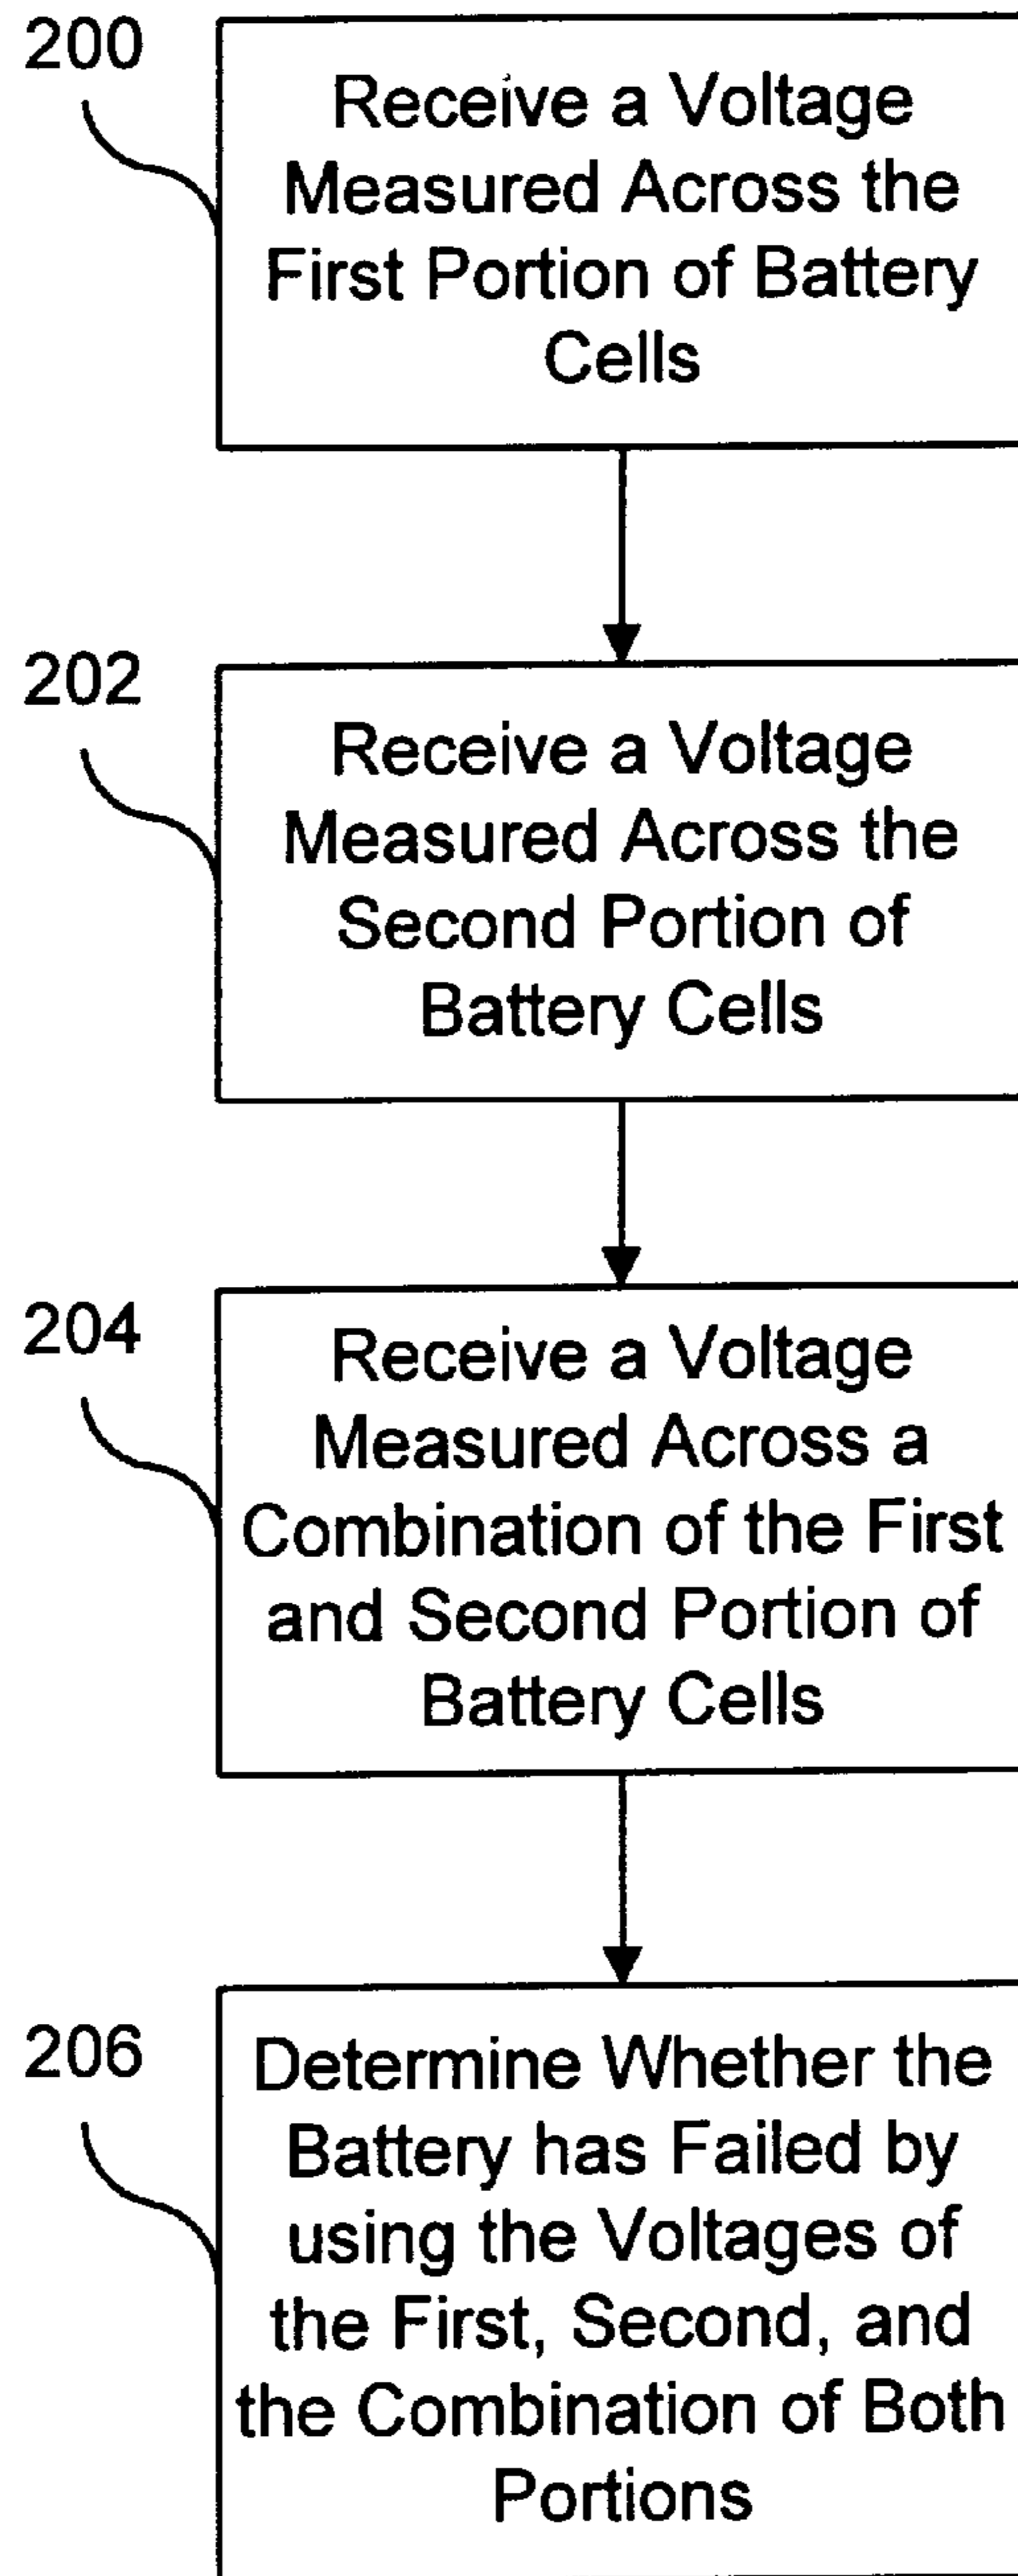 200
Receive a Voltage
Measured Across the
First Portion of Battery
Cells
202
Receive a Voltage
Measured Across the
Second Portion of
Battery Cells
204
Receive a Voltage
Measured Across a
Combination of the First
and Second Portion of
Battery Cells
206
Determine Whether the
Battery has Failed by
using the Voltages of
the First, Second, and
the Combination of Both
Portions